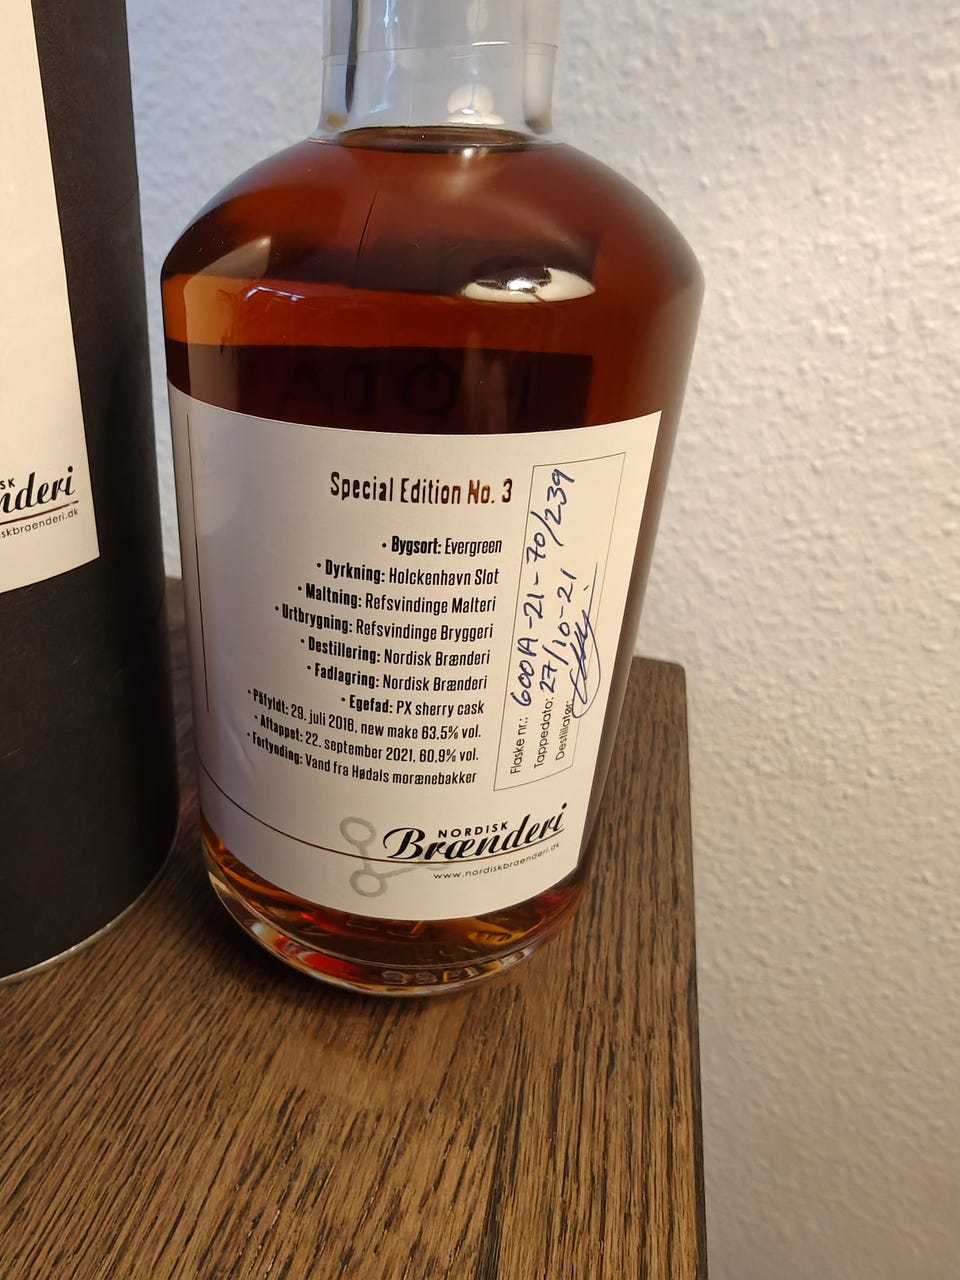 Special Edition No. 3
• Bygsort: Evergreen
• Dyrkning: Holckenhavn Slot
• Maltning: Refsvindinge Malteri
• Urtbrygning: Refsvindinge Bryggeri
• Destillering: Nordisk Brænderi
• Fadlagring: Nordisk Brænderi
• Egefad: PX sherry cask
• Påfyldt: 29. juli 2018, new make 63,5% vol.
• Aftappet: 22. september 2021, 60,9% vol.
• Fortynding: Vand fra Hødals morænebakker
Flaske nr.: 600A-21-70/239
Tappedato: 27/10-21
Destillatør:
NORDISK
Brænderi
www.nordiskbraenderi.dk
SK
nderi
skbraenderi.dk